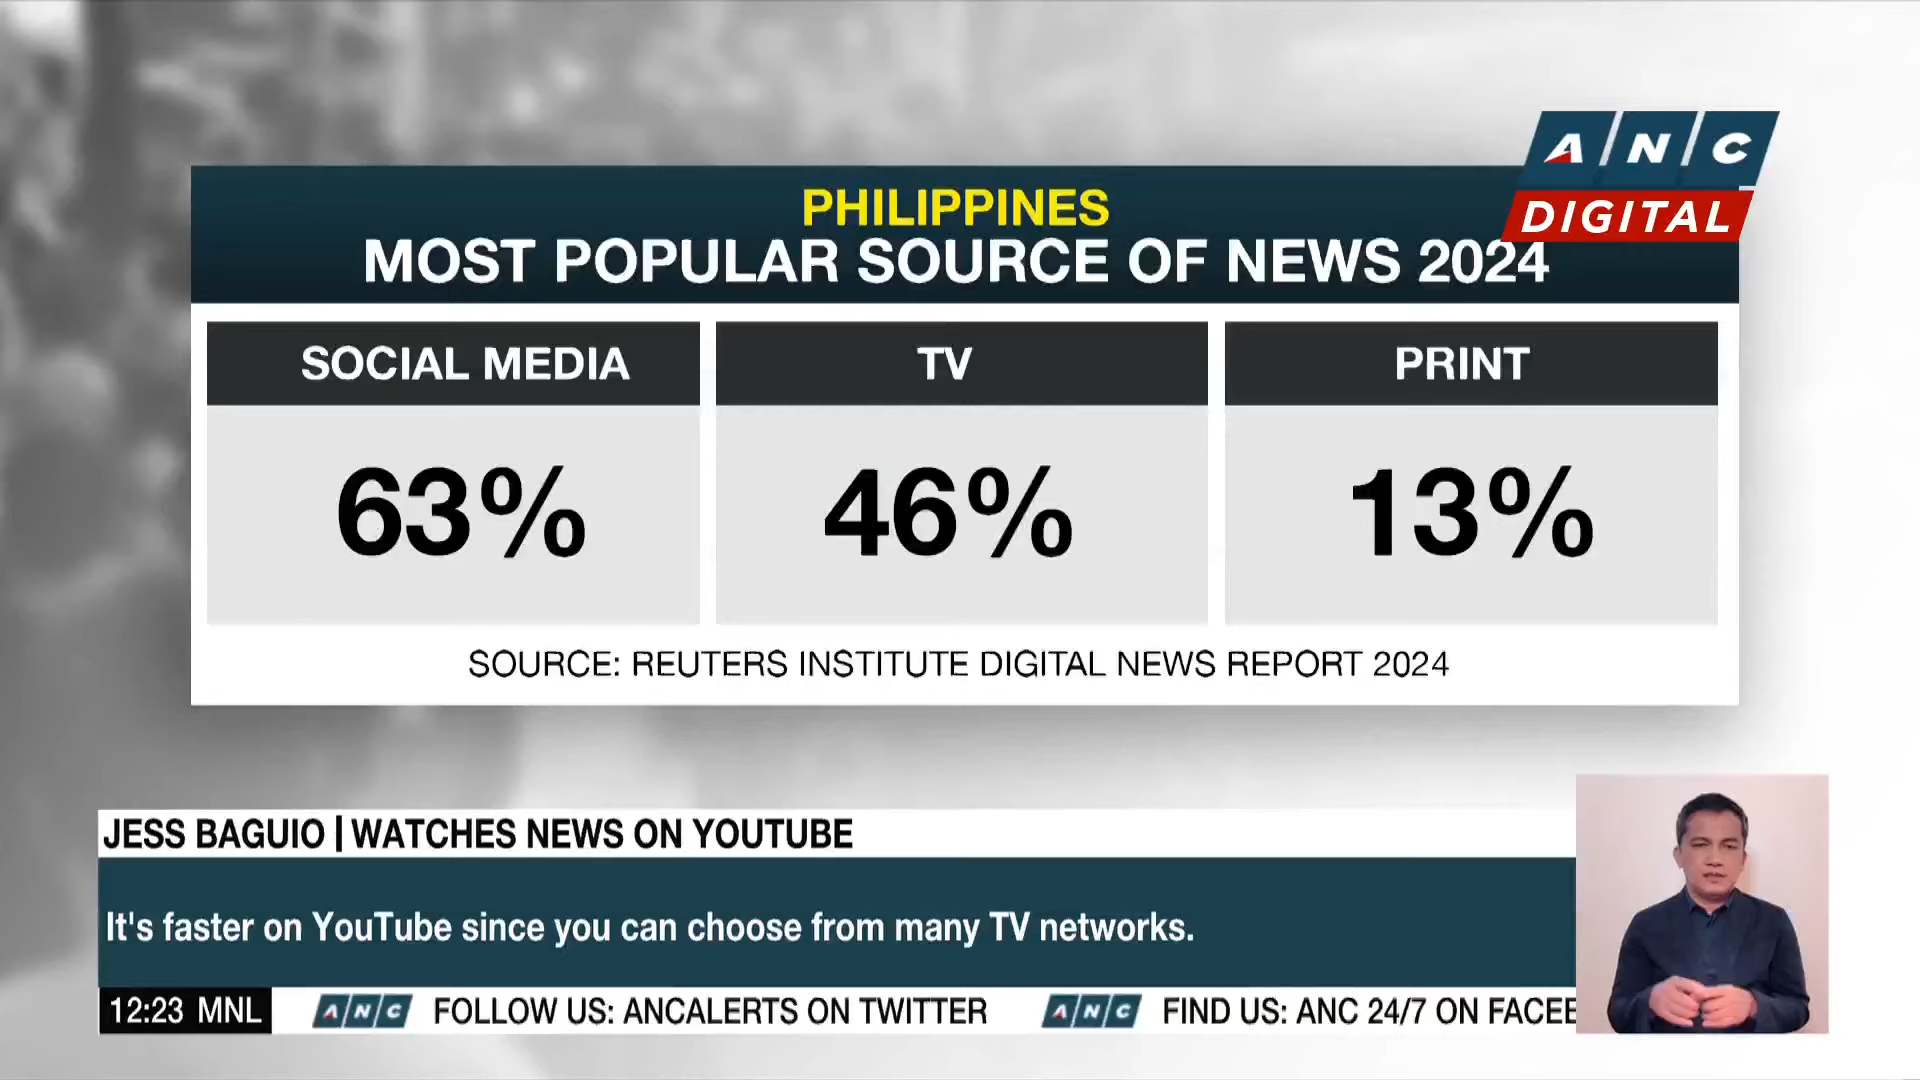 ANC
DIGITAL
PHILIPPINES
MOST POPULAR SOURCE OF NEWS 2024
SOCIAL MEDIA
TV
PRINT
63%
46%
13%
SOURCE: REUTERS INSTITUTE DIGITAL NEWS REPORT 2024
JESS BAGUIO | WATCHES NEWS ON YOUTUBE
It's faster on YouTube since you can choose from many TV networks.
12:23 MNL
ANC FOLLOW US: ANCALERTS ON TWITTER ANC FIND US: ANC 24/7 ON FACEB